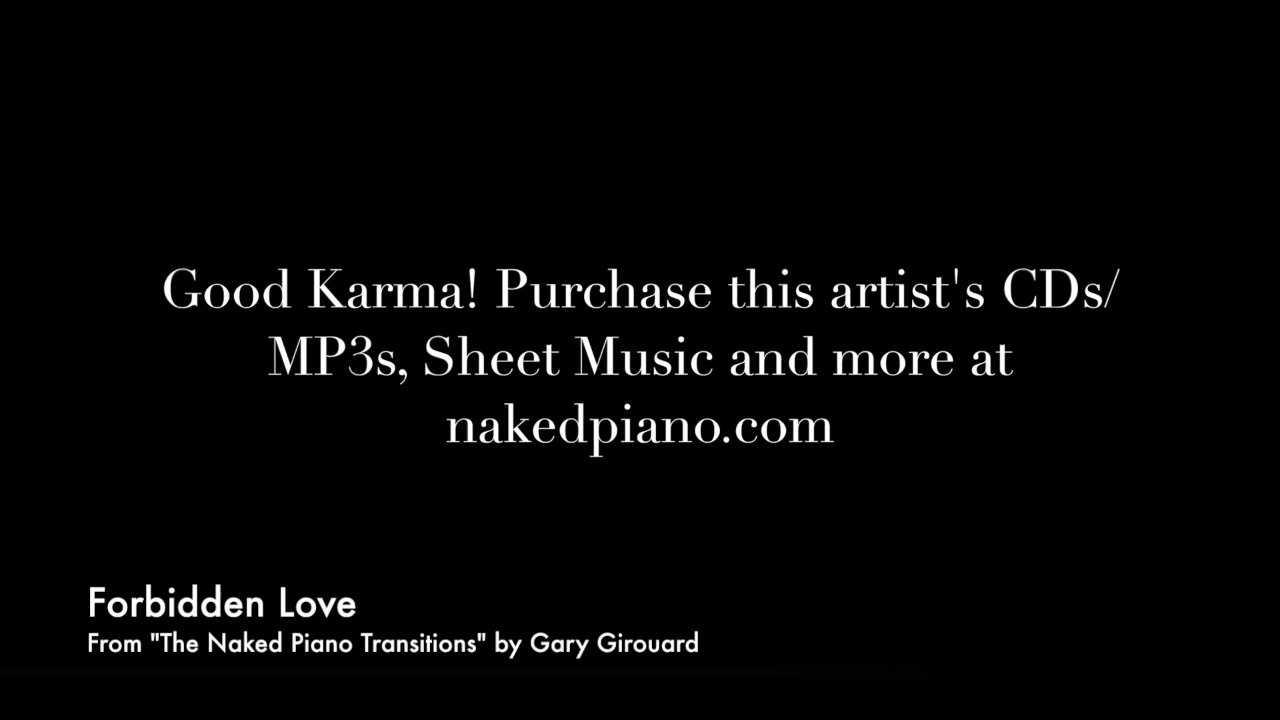 Good Karma! Purchase this artist's CDs/
MP3s, Sheet Music and more at
nakedpiano.com
Forbidden Love
From "The Naked Piano Transitions" by Gary Girouard